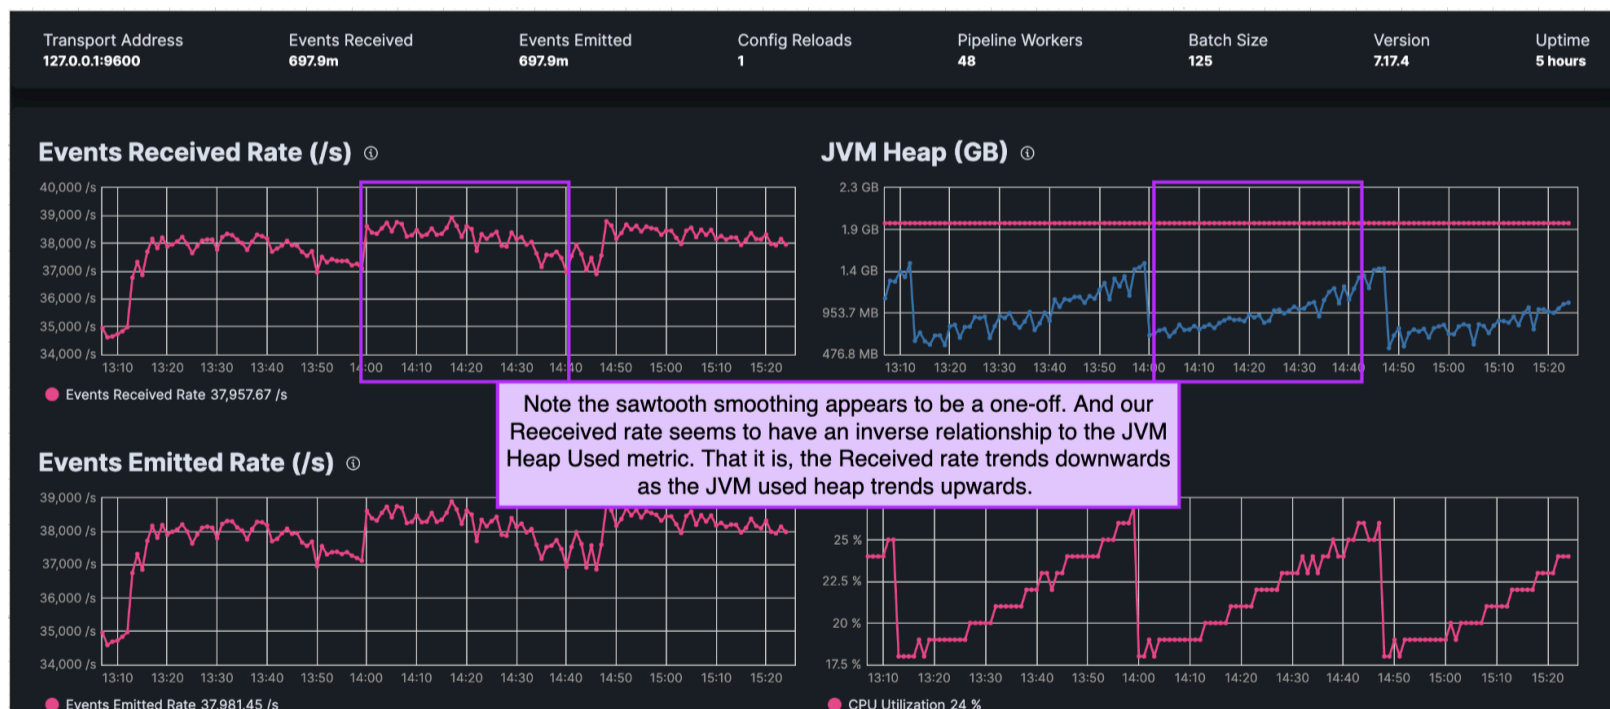 Transport Address Events Received Events Emitted Config Reloads Pipeline Workers Batch Size Version Uptime
127.0.0.1:9600 697.9m 697.9m 1 48 125 7.17.4 5 hours
Events Received Rate (/s)
40,000 /s
39,000 /s
38,000 /s
37,000 /s
36,000 /s
35,000 /s
34,000 /s
13:10 13:20 13:30 13:40 13:50 14:00 14:10 14:20 14:30 14:40 14:50 15:00 15:10 15:20
Events Received Rate 37,957.67 /s
JVM Heap (GB)
2.3 GB
1.9 GB
1.4 GB
953.7 MB
476.8 MB
13:10 13:20 13:30 13:40 13:50 14:00 14:10 14:20 14:30 14:40 14:50 15:00 15:10 15:20
Note the sawtooth smoothing appears to be a one-off. And our
Reeceived rate seems to have an inverse relationship to the JVM
Heap Used metric. That it is, the Received rate trends downwards
as the JVM used heap trends upwards.
Events Emitted Rate (/s)
39,000 /s
38,000 /s
37,000 /s
36,000 /s
35,000 /s
34,000 /s
13:10 13:20 13:30 13:40 13:50 14:00 14:10 14:20 14:30 14:40 14:50 15:00 15:10 15:20
Events Emitted Rate 37,981.45 /s
25 %
22.5 %
20 %
17.5 %
13:10 13:20 13:30 13:40 13:50 14:00 14:10 14:20 14:30 14:40 14:50 15:00 15:10 15:20
CPU Utilization 24 %